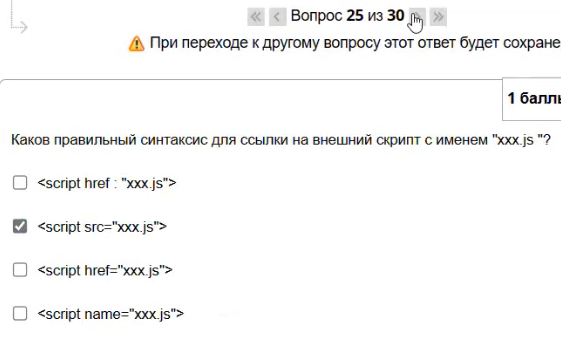 Вопрос 25 из 30
При переходе к другому вопросу этот ответ будет сохране
1 баллы
Каков правильный синтаксис для ссылки на внешний скрипт с именем "xxx.js "?
<script href : "xxx.js">
<script src="xxx.js">
<script href="xxx.js">
<script name="xxx.js">